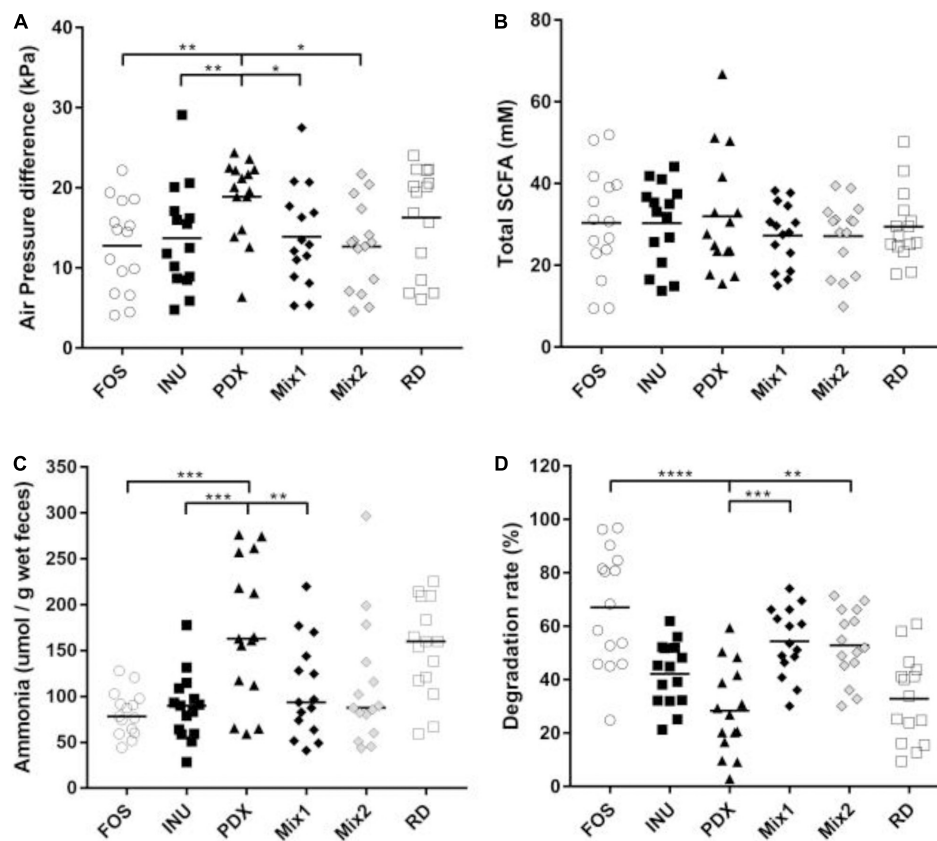 A
Air Pressure difference (kPa)
40
30
20
10
0
** *
** *
FOS INU PDX Mix1 Mix2 RD
B
Total SCFA (mM)
80
60
40
20
0
FOS INU PDX Mix1 Mix2 RD
C
Ammonia (umol / g wet feces)
350
300
250
200
150
100
50
0
***
*** **
FOS INU PDX Mix1 Mix2 RD
D
Degradation rate (%)
120
100
80
60
40
20
0
**** **
***
FOS INU PDX Mix1 Mix2 RD